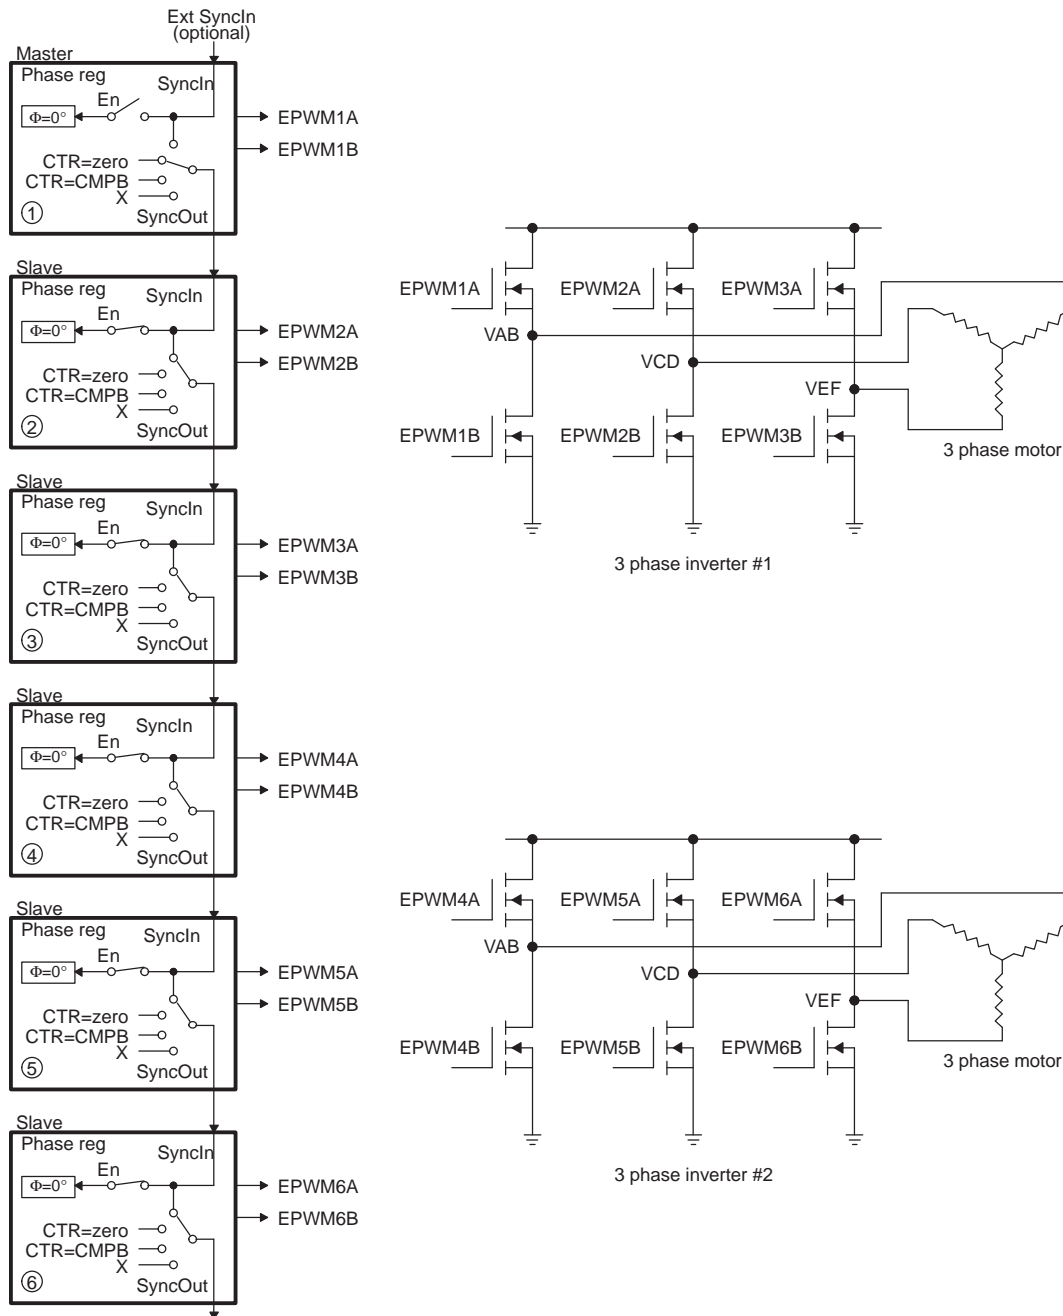 Ext SyncIn
(optional)
Master
Phase reg
SyncIn
En
Φ=0°
EPWM1A
EPWM1B
CTR=zero
CTR=CMPB
X
1
SyncOut
Slave
Phase reg
SyncIn
En
Φ=0°
EPWM2A
EPWM2B
CTR=zero
CTR=CMPB
X
2
SyncOut
Slave
Phase reg
SyncIn
En
Φ=0°
EPWM3A
EPWM3B
CTR=zero
CTR=CMPB
X
3
SyncOut
Slave
Phase reg
SyncIn
En
Φ=0°
EPWM4A
EPWM4B
CTR=zero
CTR=CMPB
X
4
SyncOut
Slave
Phase reg
SyncIn
En
Φ=0°
EPWM5A
EPWM5B
CTR=zero
CTR=CMPB
X
5
SyncOut
Slave
Phase reg
SyncIn
En
Φ=0°
EPWM6A
EPWM6B
CTR=zero
CTR=CMPB
X
6
SyncOut
EPWM1A
EPWM2A
EPWM3A
VAB
VCD
VEF
EPWM1B
EPWM2B
EPWM3B
3 phase motor
3 phase inverter #1
EPWM4A
EPWM5A
EPWM6A
VAB
VCD
VEF
EPWM4B
EPWM5B
EPWM6B
3 phase motor
3 phase inverter #2